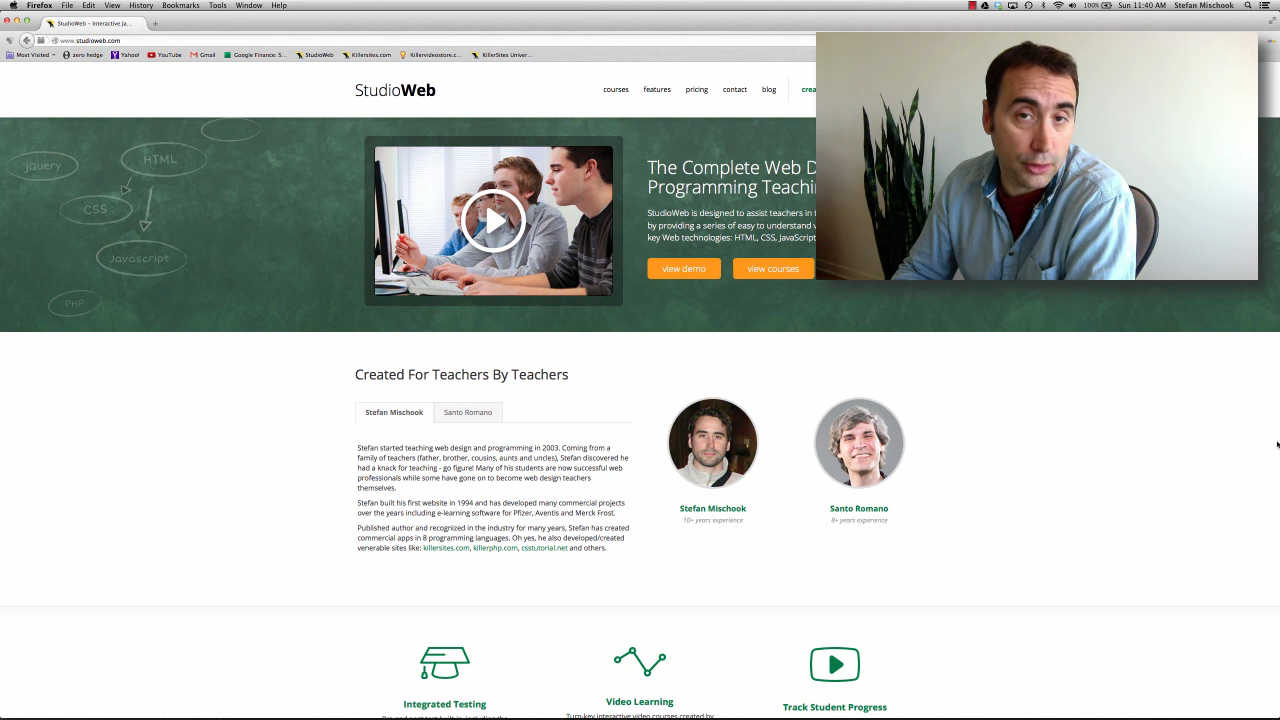 Firefox File Edit View History Bookmarks Tools Window Help 100% Sun 11:40 AM Stefan Mischook
StudioWeb – Interactive Ja...
www.studioweb.com
Most Visited zero hedge Yahoo! YouTube Gmail Google Finance: S... StudioWeb Killersites.com Killervideostore.c... KillerSites Univer...
StudioWeb
courses features pricing contact blog crea
jquery
HTML
CSS
Javascript
PHP
The Complete Web D
Programming Teachi
StudioWeb is designed to assist teachers in t
by providing a series of easy to understand v
key Web technologies: HTML, CSS, JavaScript
view demo view courses
Created For Teachers By Teachers
Stefan Mischook Santo Romano
Stefan started teaching web design and programming in 2003. Coming from a
family of teachers (father, brother, cousins, aunts and uncles), Stefan discovered he
had a knack for teaching - go figure! Many of his students are now successful web
professionals while some have gone on to become web design teachers
themselves.
Stefan built his first website in 1994 and has developed many commercial projects
over the years including e-learning software for Pfizer, Aventis and Merck Frost.
Published author and recognized in the industry for many years, Stefan has created
commercial apps in 8 programming languages. Oh yes, he also developed/created
venerable sites like: killersites.com, killerphp.com, csstutorial.net and others.
Stefan Mischook
10+ years experience
Santo Romano
8+ years experience
Integrated Testing
Video Learning
Turn-key interactive video courses created by
Track Student Progress